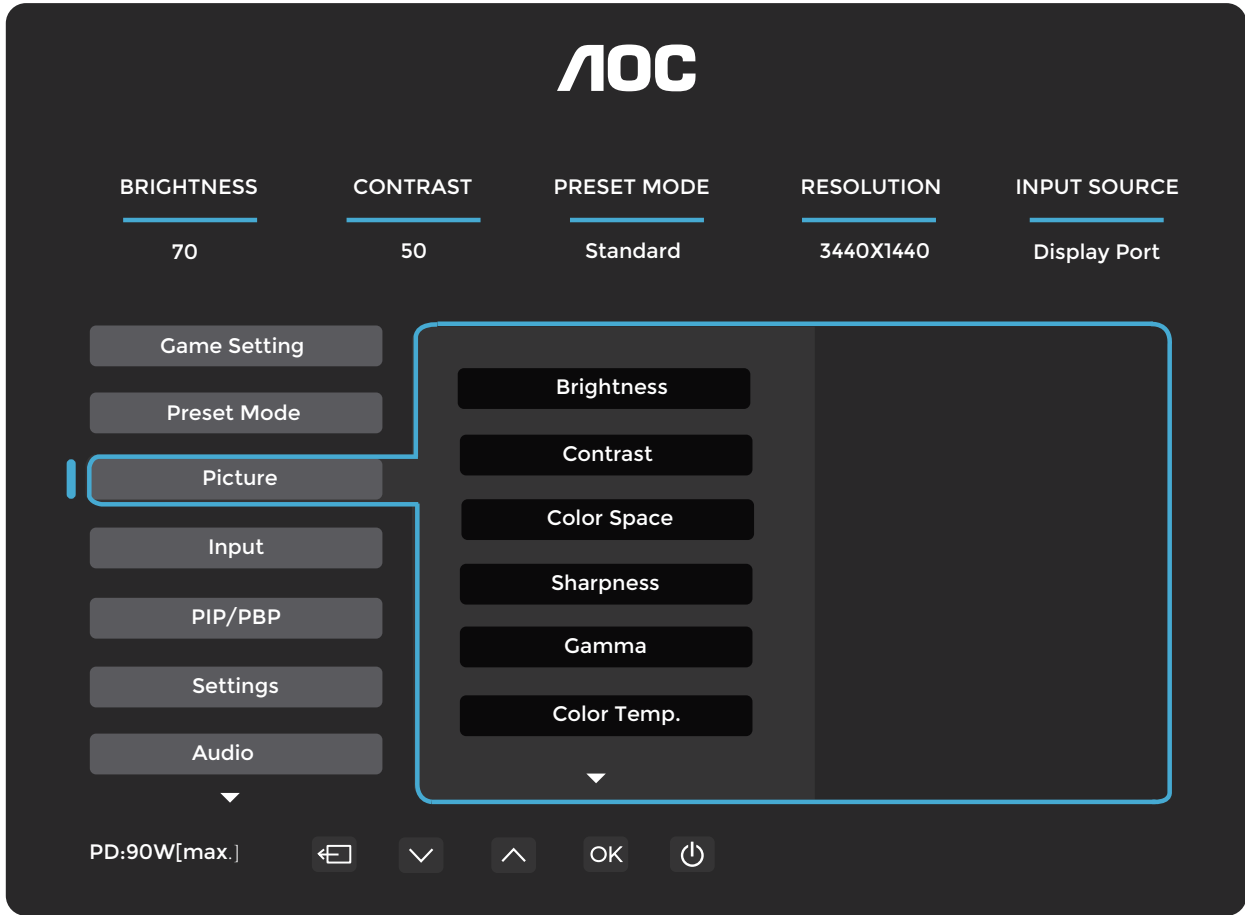 AOC
BRIGHTNESS CONTRAST PRESET MODE RESOLUTION INPUT SOURCE
70 50 Standard 3440X1440 Display Port
Game Setting
Preset Mode
Picture
Input
PIP/PBP
Settings
Audio
Brightness
Contrast
Color Space
Sharpness
Gamma
Color Temp.
PD:90W[max.]
OK